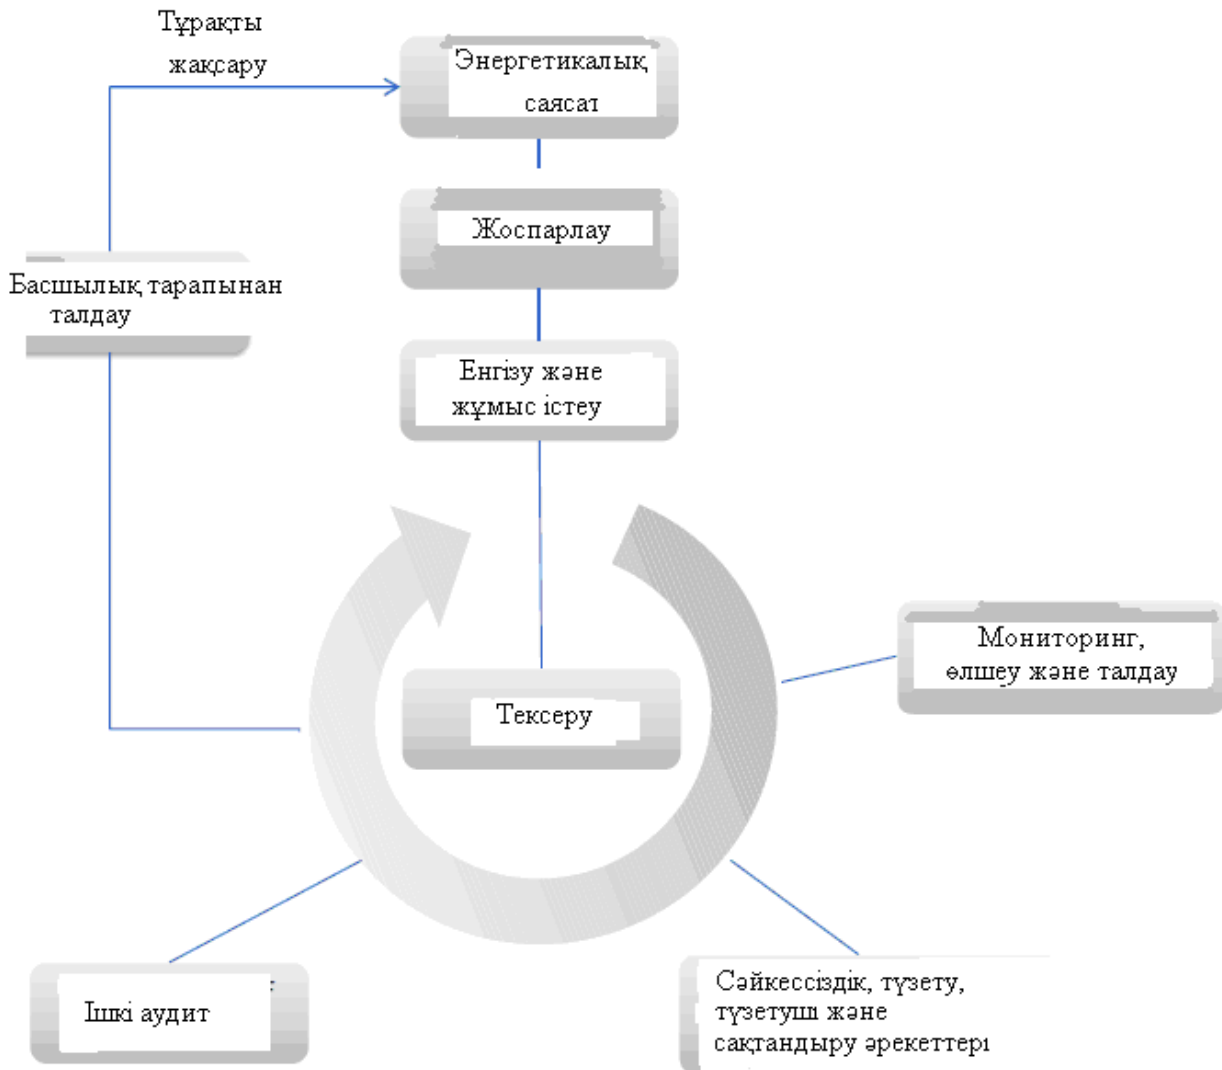 Тұрақты
жақсару
Энергетикалық
саясат
Жоспарлау
Басшылық тарапынан
талдау
Енгізу және
жұмыс істеу
Мониторинг,
өлшеу және талдау
Тексеру
Ішкі аудит
Сәйкессіздік, түзету,
түзетуші және
сақтандыру әрекеттері